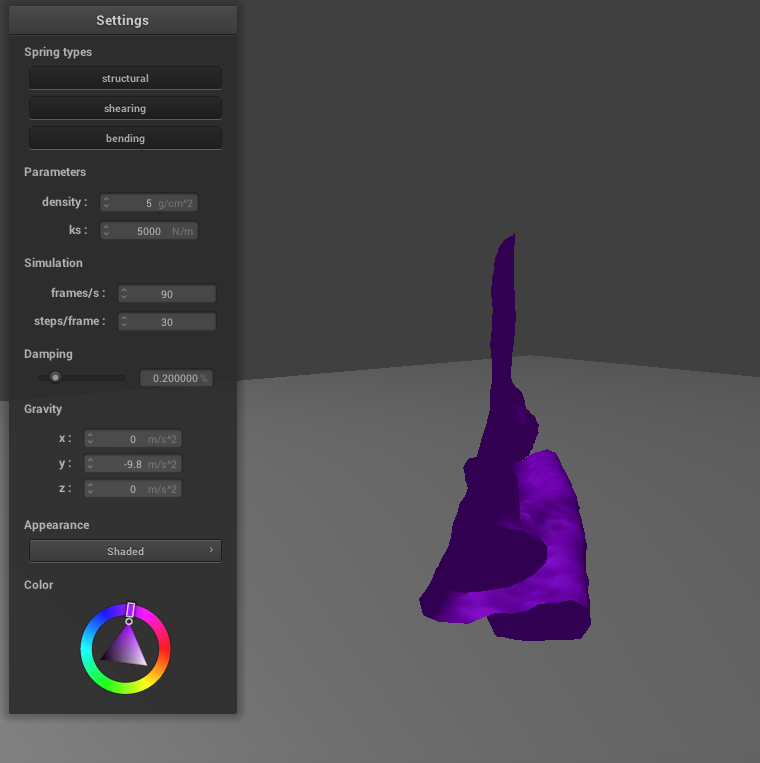 Settings
Spring types
structural
shearing
bending
Parameters
density : 5 g/cm^2
ks : 5000 N/m
Simulation
frames/s : 90
steps/frame : 30
Damping
0.200000 %
Gravity
x : 0 m/s^2
y : -9.8 m/s^2
z : 0 m/s^2
Appearance
Shaded
Color